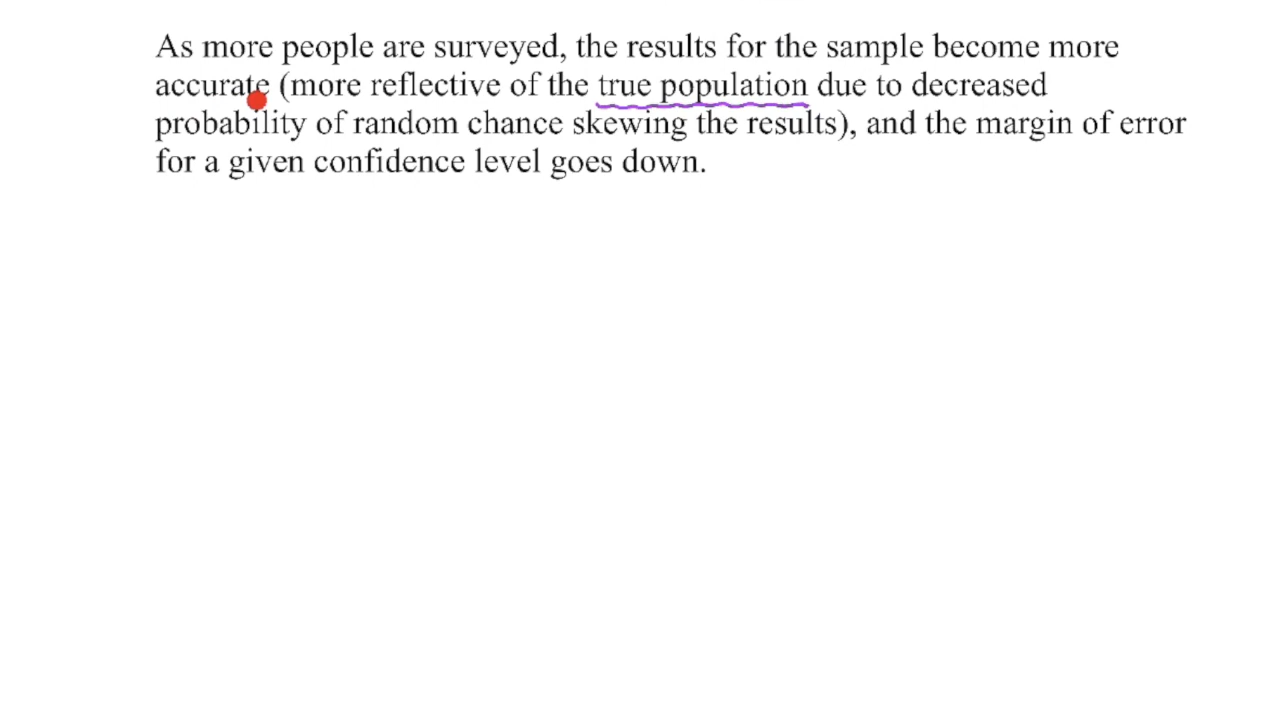 As more people are surveyed, the results for the sample become more
accurate (more reflective of the true population due to decreased
probability of random chance skewing the results), and the margin of error
for a given confidence level goes down.